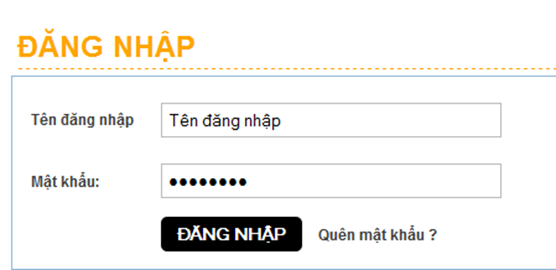 ĐĂNG NHẬP
Tên đăng nhập Tên đăng nhập
Mật khẩu: ••••••••
ĐĂNG NHẬP Quên mật khẩu ?